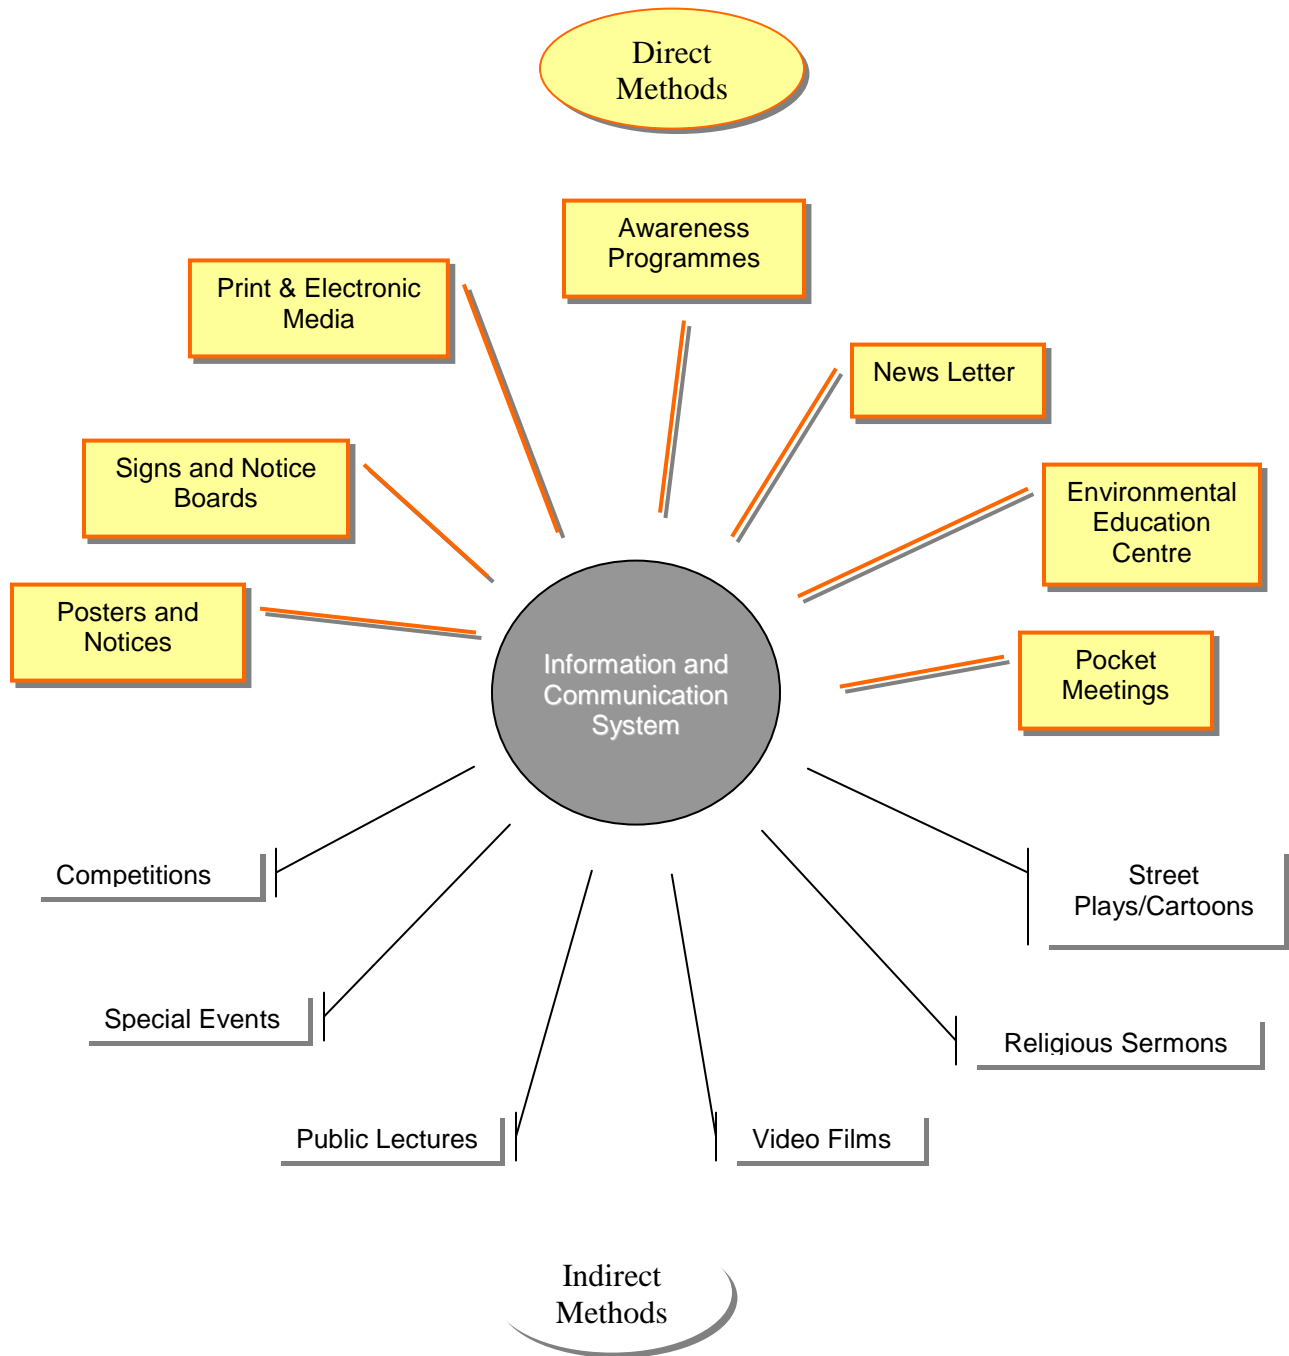 Direct
Methods
Awareness
Programmes
Print & Electronic
Media
News Letter
Signs and Notice
Boards
Environmental
Education
Centre
Posters and
Notices
Pocket
Meetings
Information and
Communication
System
Competitions
Street
Plays/Cartoons
Special Events
Religious Sermons
Public Lectures
Video Films
Indirect
Methods